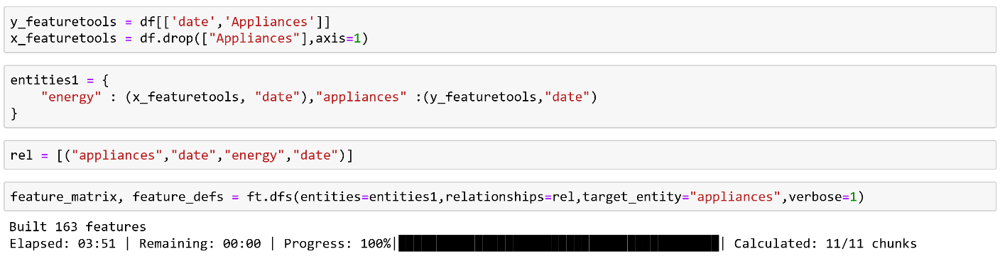 y_featuretools = df[['date','Appliances']]
x_featuretools = df.drop(["Appliances"],axis=1)
entities1 = {
    "energy" : (x_featuretools, "date"),"appliances" :(y_featuretools,"date")
}
rel = [("appliances","date","energy","date")]
feature_matrix, feature_defs = ft.dfs(entities=entities1,relationships=rel,target_entity="appliances",verbose=1)
Built 163 features
Elapsed: 03:51 | Remaining: 00:00 | Progress: 100%|██████████████████████████████████████████| Calculated: 11/11 chunks